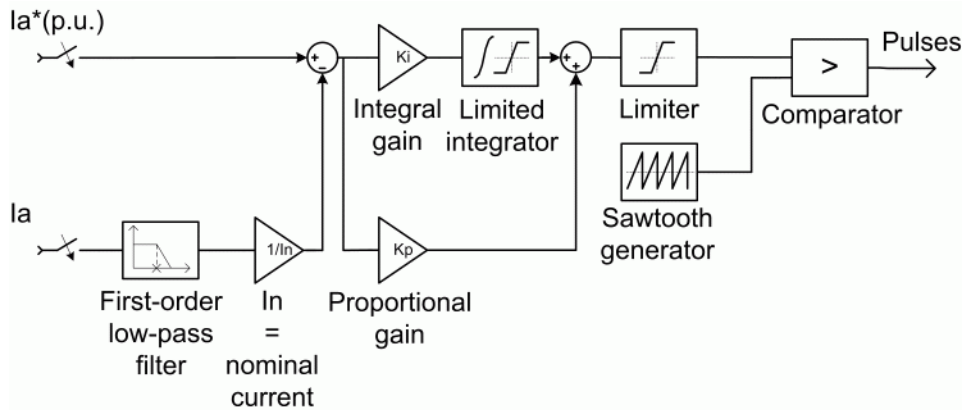 Ia*(p.u.)
+
-
Ki
Integral
gain
Limited
integrator
+
+
Limiter
>
Comparator
Pulses
Sawtooth
generator
Ia
First-order
low-pass
filter
1/In
In
=
nominal
current
Kp
Proportional
gain